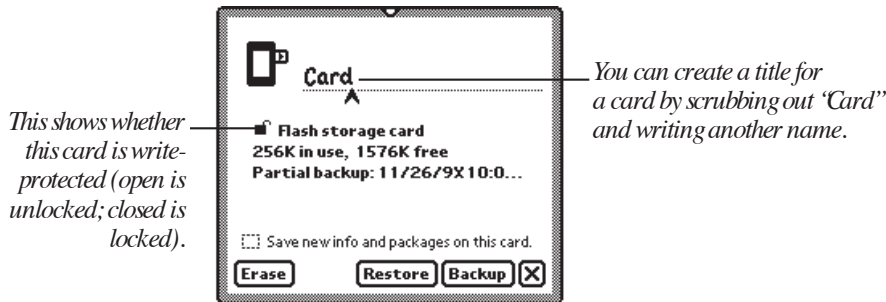 Card
You can create a title for
a card by scrubbing out “Card”
and writing another name.
This shows whether
this card is write-
protected (open is
unlocked; closed is
locked).
Flash storage card
256K in use, 1576K free
Partial backup: 11/26/9X 10:0...
Save new info and packages on this card.
Erase Restore Backup X